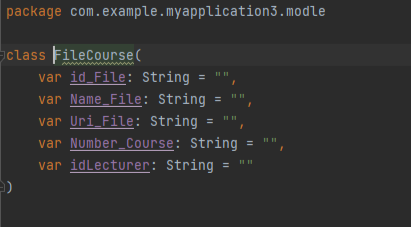 package com.example.myapplication3.modle
class FileCourse(
var id_File: String = "",
var Name_File: String = "",
var Uri_File: String = "",
var Number_Course: String = "",
var idLecturer: String = ""
)